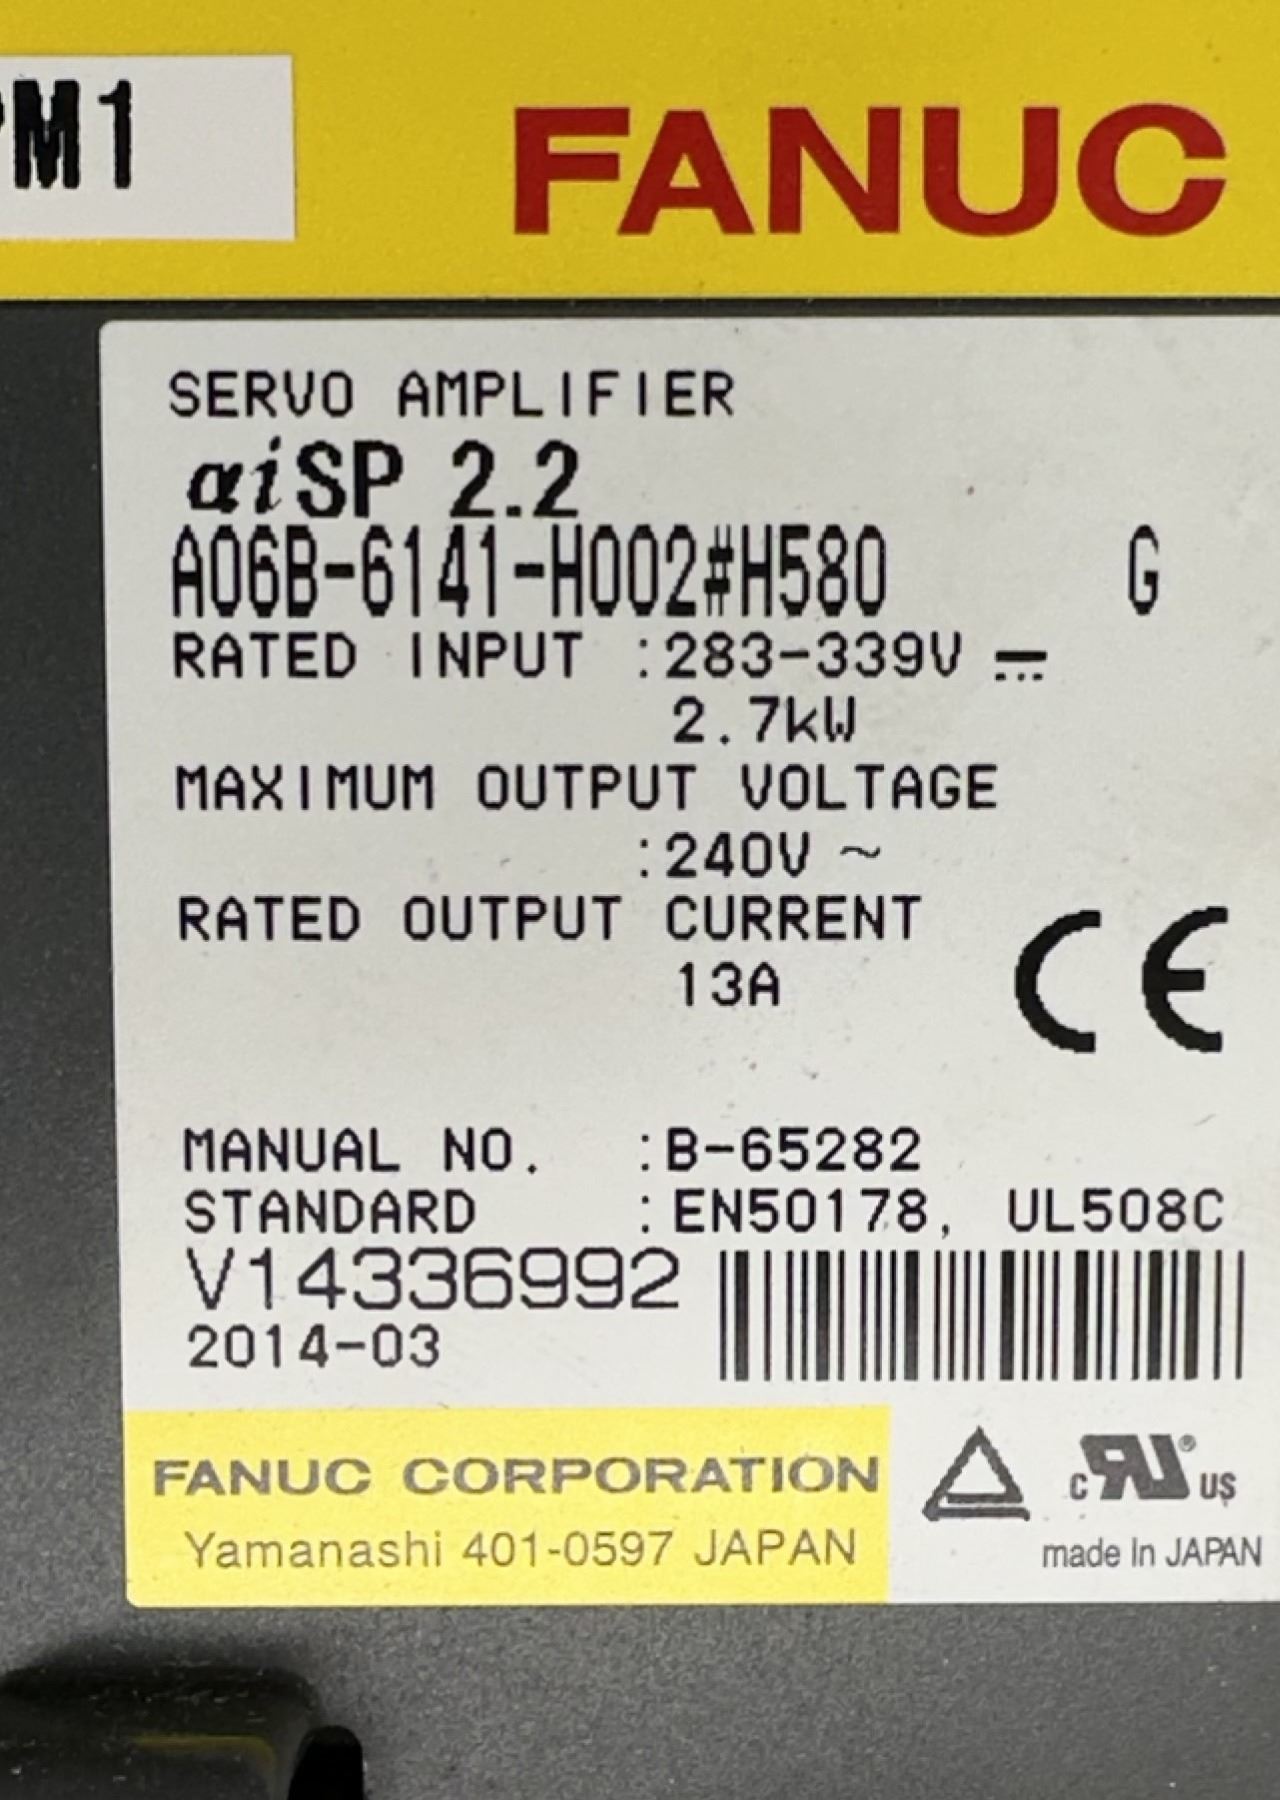 PM1
FANUC
SERVO AMPLIFIER
αiSP 2.2
A06B-6141-H002#H580 G
RATED INPUT :283-339V ⎓
2.7kW
MAXIMUM OUTPUT VOLTAGE
:240V ~
RATED OUTPUT CURRENT
13A
CE
MANUAL NO. :B-65282
STANDARD :EN50178, UL508C
V14336992
2014-03
FANUC CORPORATION
Yamanashi 401-0597 JAPAN
c RU® US
made in JAPAN